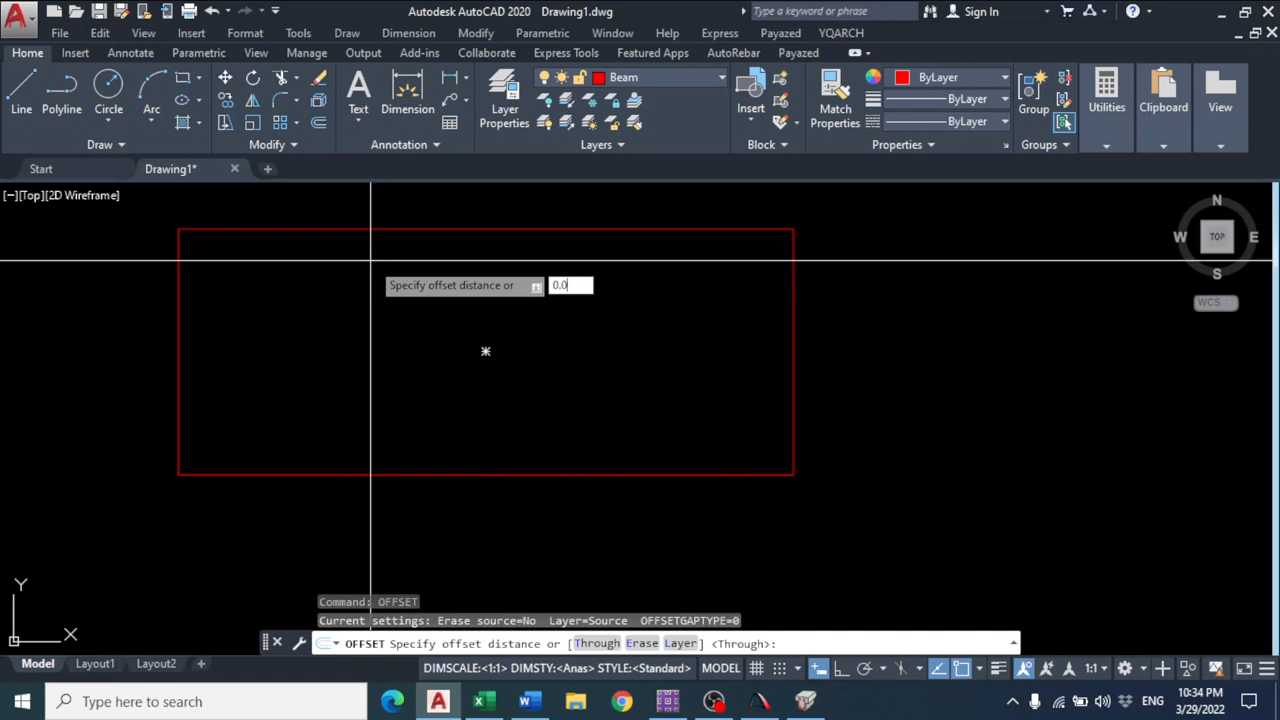 Autodesk AutoCAD 2020 Drawing1.dwg
Type a keyword or phrase
Sign In
File Edit View Insert Format Tools Draw Dimension Modify Parametric Window Help Express Payazed YQARCH
Home Insert Annotate Parametric View Manage Output Add-ins Collaborate Express Tools Featured Apps AutoRebar Payazed
Line Polyline Circle Arc
Text Dimension
Layer Properties
Beam
Insert
Match Properties
ByLayer
ByLayer
ByLayer
Group
Utilities Clipboard View
Draw Modify Annotation Layers Block Properties Groups
Start Drawing1*
[−][Top][2D Wireframe]
N
W TOP E
S
WCS
Specify offset distance or 0.0
Y
X
Command: OFFSET
Current settings: Erase source=No Layer=Source OFFSETGAPTYPE=0
OFFSET Specify offset distance or [Through Erase Layer] <Through>:
Model Layout1 Layout2
DIMSCALE:<1:1> DIMSTY:<Anas> STYLE:<Standard> MODEL 1:1
Type here to search
ENG
10:34 PM
3/29/2022